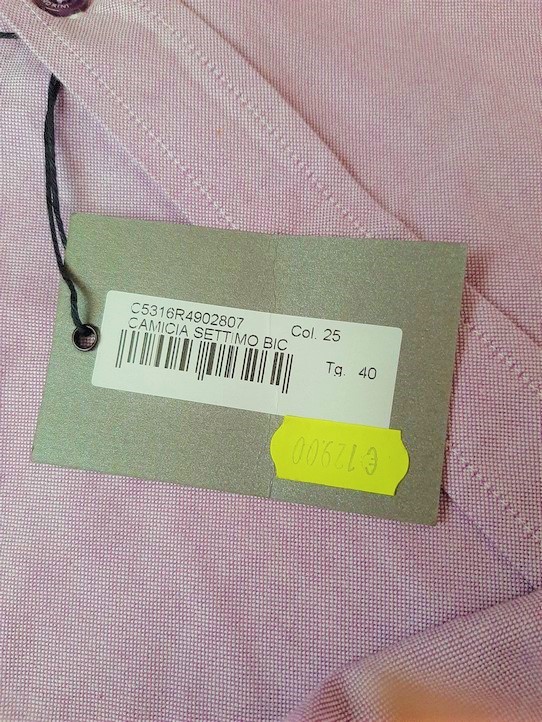 C5316R4902807
CAMICIA SETTIMO BIC
Col. 25
Tg. 40
€129,00